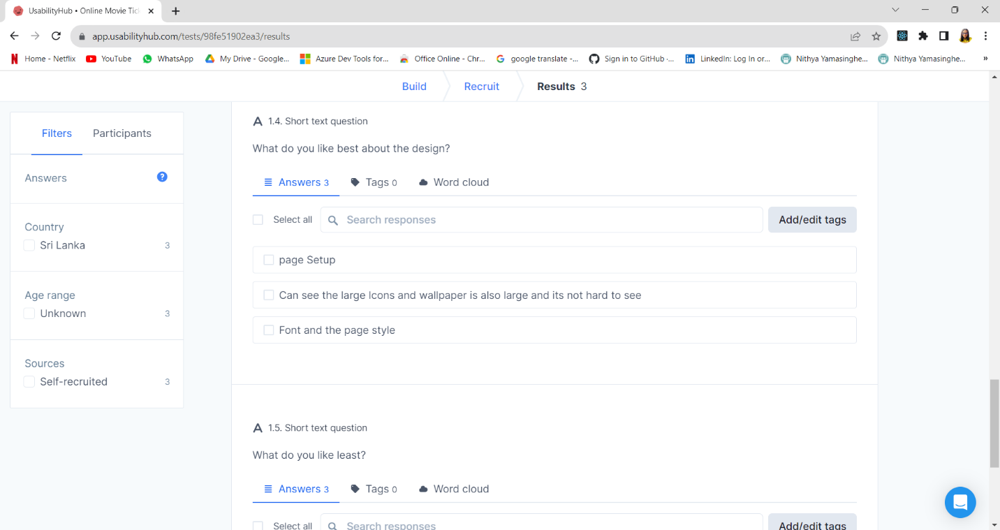 UsabilityHub • Online Movie Tic
app.usabilityhub.com/tests/98fe51902ea3/results
Home - Netflix YouTube WhatsApp My Drive - Google... Azure Dev Tools for... Office Online - Chr... google translate -... Sign in to GitHub ·... LinkedIn: Log In or... Nithya Yamasinghe... Nithya Yamasinghe... »
Build Recruit Results 3
Filters Participants
Answers ?
Country
Sri Lanka 3
Age range
Unknown 3
Sources
Self-recruited 3
A 1.4. Short text question
What do you like best about the design?
Answers 3 Tags 0 Word cloud
Select all Search responses Add/edit tags
page Setup
Can see the large Icons and wallpaper is also large and its not hard to see
Font and the page style
A 1.5. Short text question
What do you like least?
Answers 3 Tags 0 Word cloud
Select all Search responses Add/edit tags